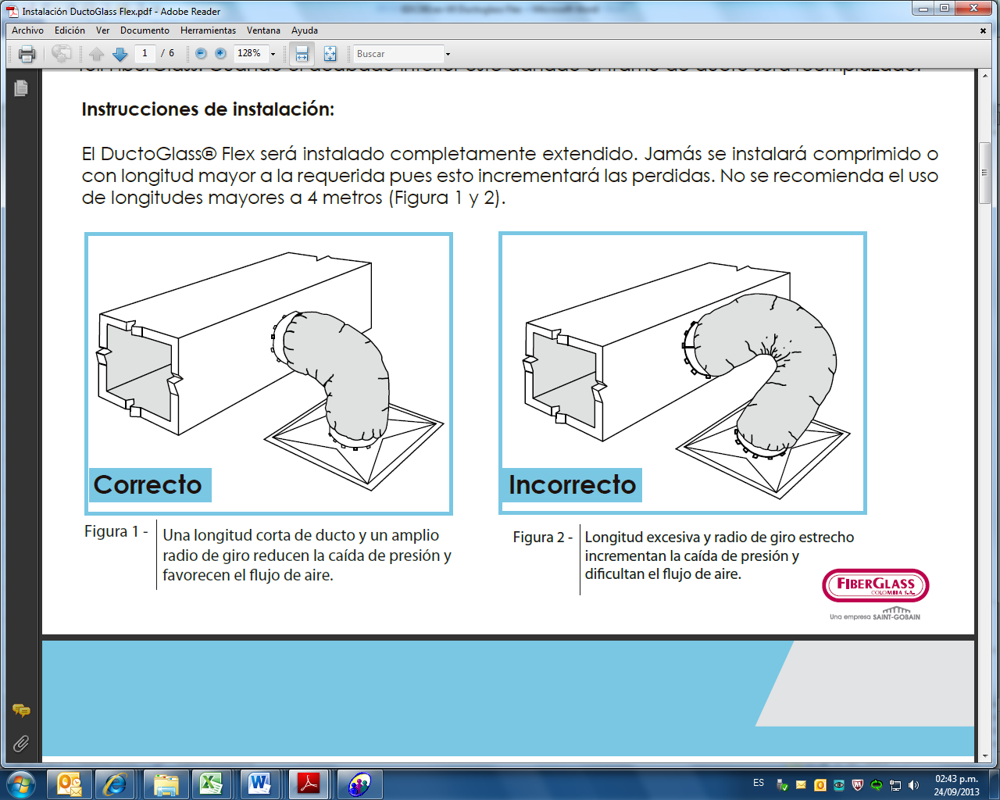 Instalación DuctoGlass Flex.pdf - Adobe Reader
Archivo Edición Ver Documento Herramientas Ventana Ayuda
1 / 6 128% Buscar
Instrucciones de instalación:
El DuctoGlass® Flex será instalado completamente extendido. Jamás se instalará comprimido o
con longitud mayor a la requerida pues esto incrementará las perdidas. No se recomienda el uso
de longitudes mayores a 4 metros (Figura 1 y 2).
Correcto
Incorrecto
Figura 1 -
Una longitud corta de ducto y un amplio
radio de giro reducen la caída de presión y
favorecen el flujo de aire.
Figura 2 -
Longitud excesiva y radio de giro estrecho
incrementan la caída de presión y
dificultan el flujo de aire.
FIBERGLASS
COLOMBIA S.A.
Una empresa SAINT-GOBAIN
ES
02:43 p.m.
24/09/2013